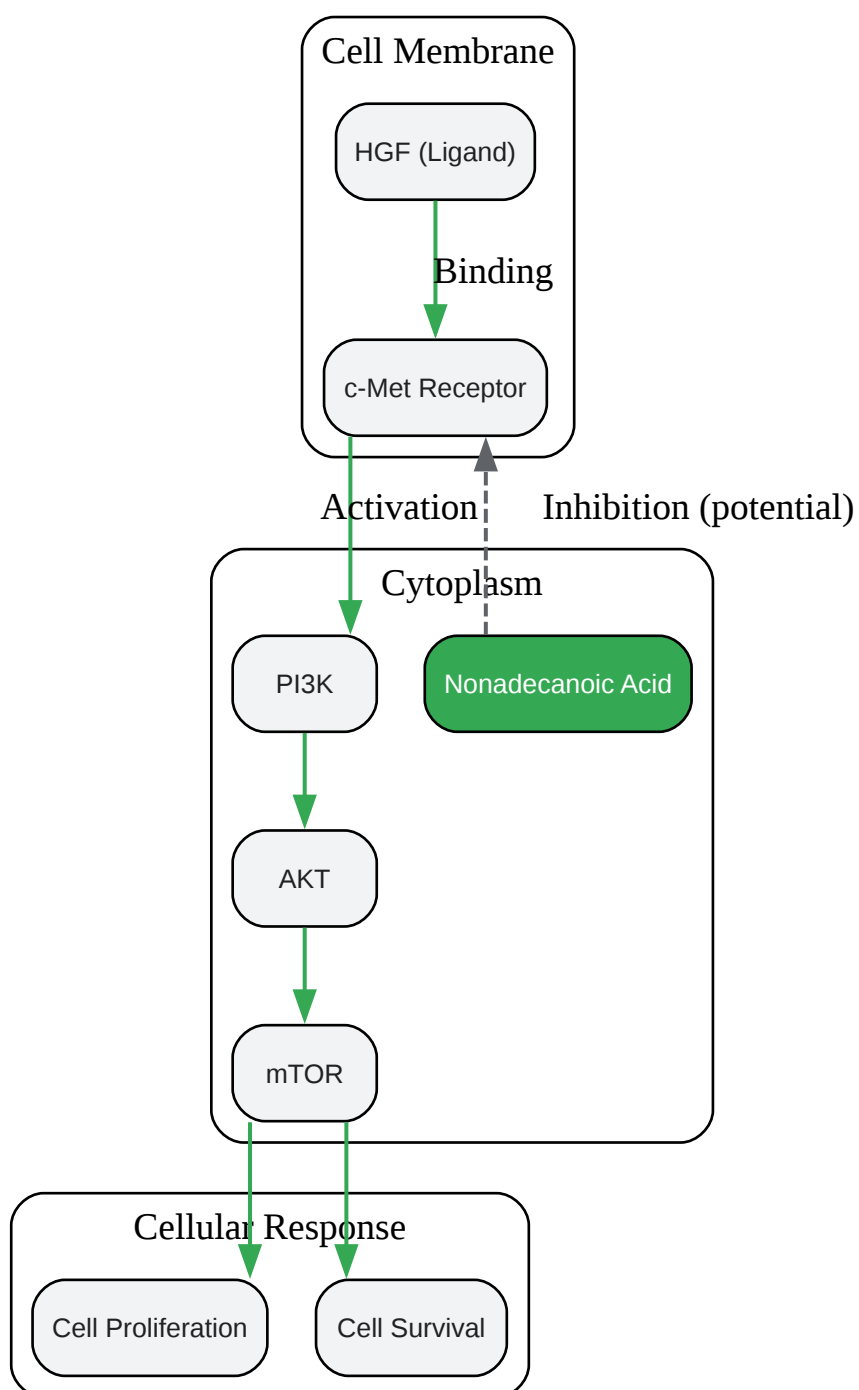 Cell Membrane
HGF (Ligand)
Binding
c-Met Receptor
Activation
Inhibition (potential)
Cytoplasm
PI3K
Nonadecanoic Acid
AKT
mTOR
Cellular Response
Cell Proliferation
Cell Survival